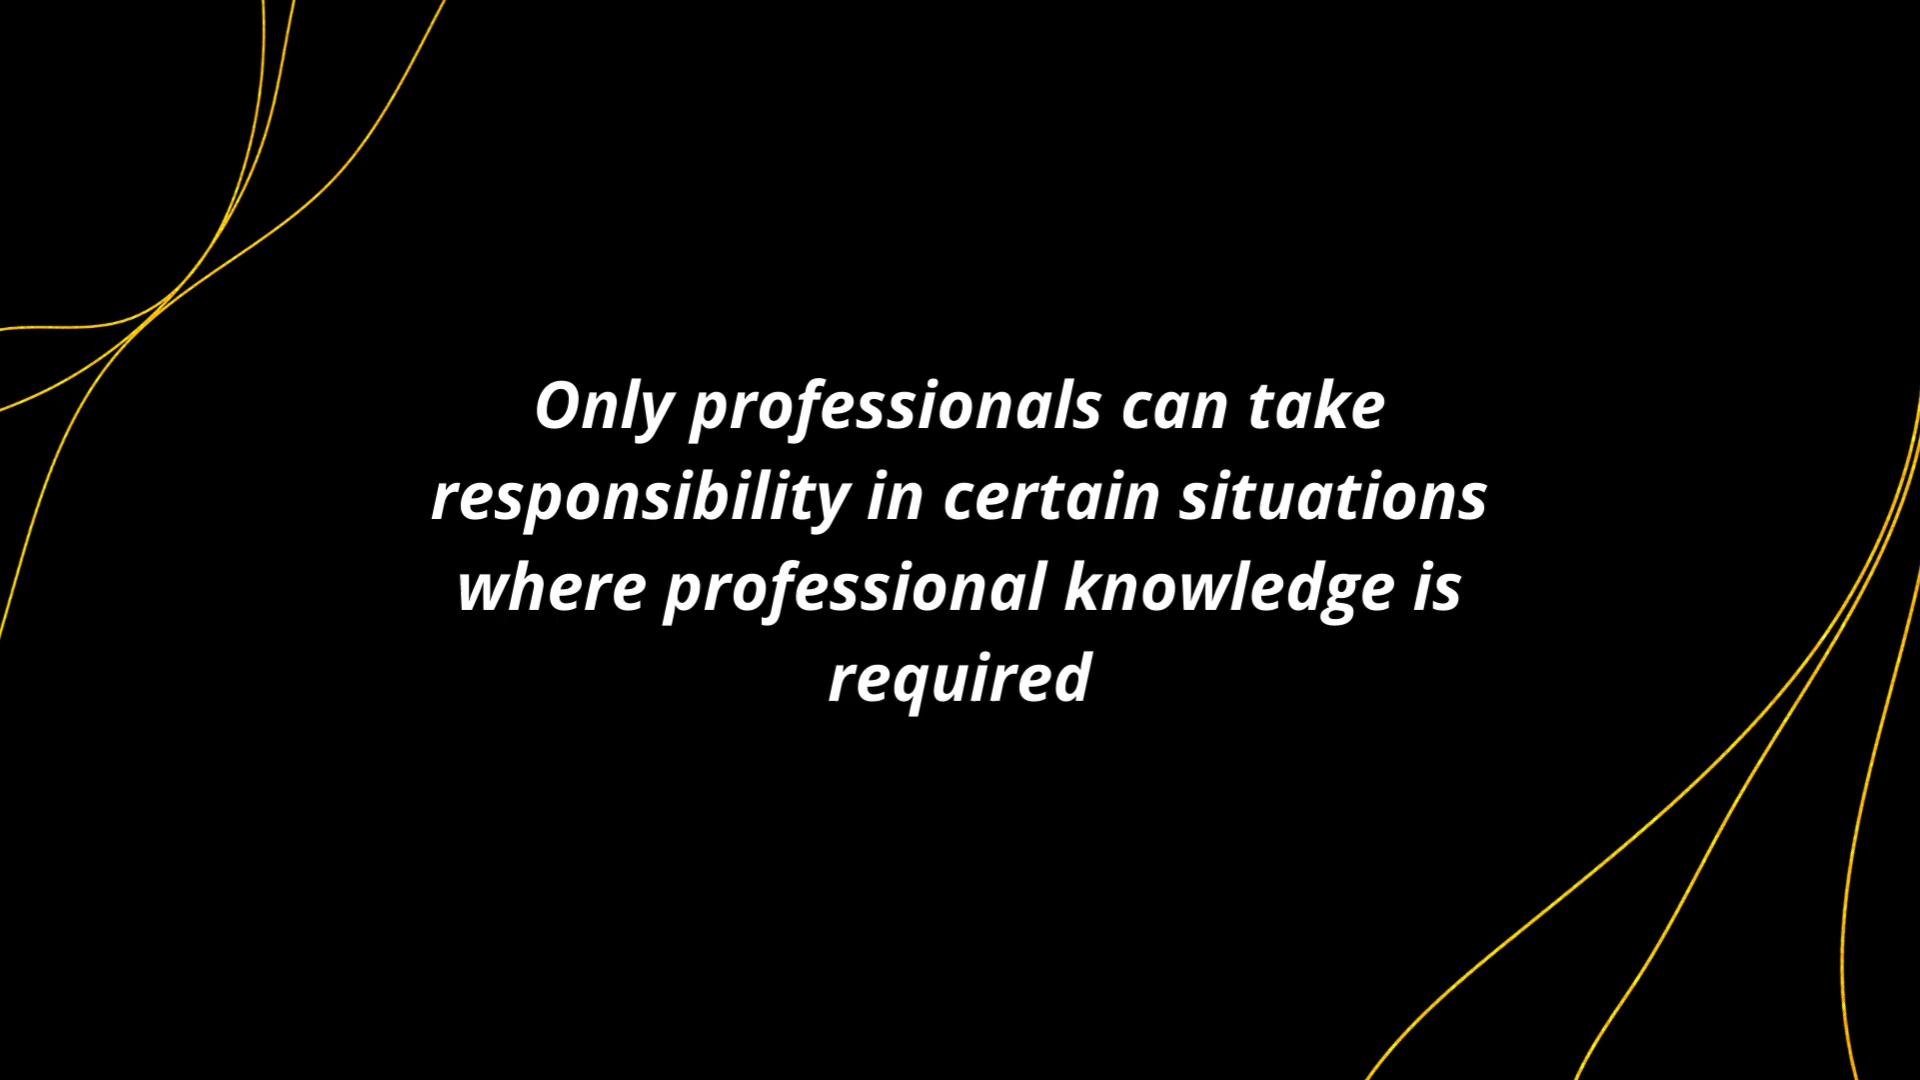 Only professionals can take
responsibility in certain situations
where professional knowledge is
required